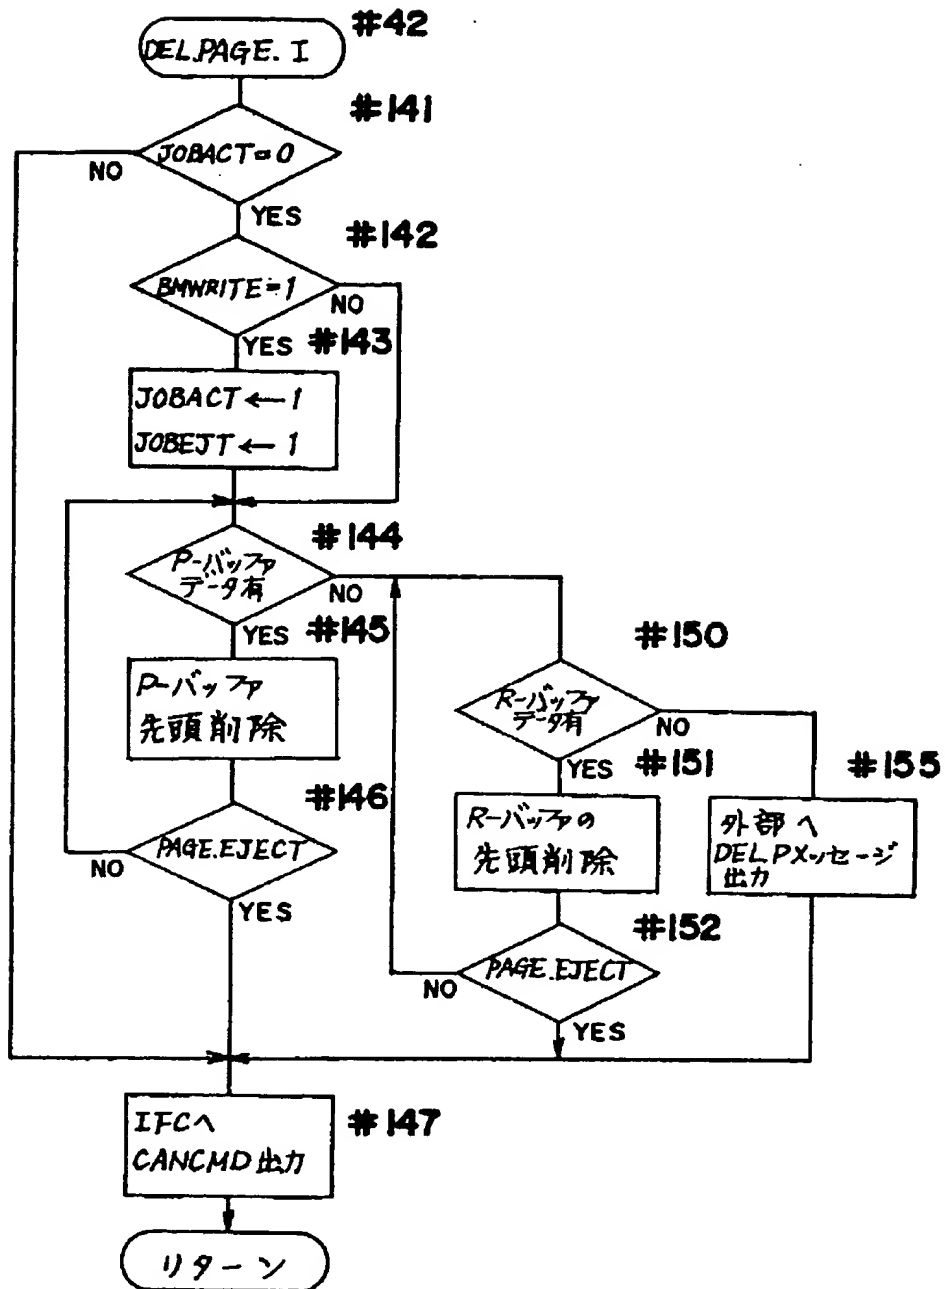 #42
DEL.PAGE. I
#141
JOBACT=0
NO
YES
#142
BMWRITE=1
NO
YES
#143
JOBACT ← 1
JOBEJT ← 1
#144
P-バッファ
データ有
NO
YES
#145
#150
P-バッファ
先頭削除
R-バッファ
データ有
NO
YES
#151
#155
#146
PAGE.EJECT
NO
YES
R-バッファの
先頭削除
外部へ
DEL.Pメッセージ
出力
#152
PAGE.EJECT
NO
YES
IFCへ
CANCMD出力
#147
リターン